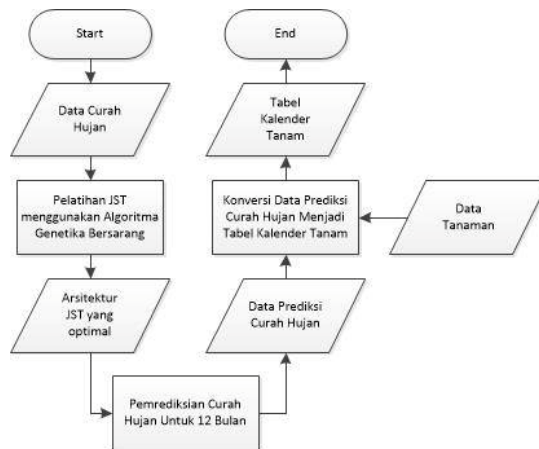 Start
Data Curah
Hujan
Pelatihan JST
menggunakan Algoritma
Genetika Bersarang
Arsitektur
JST yang
optimal
Pemrediksian Curah
Hujan Untuk 12 Bulan
Data Prediksi
Curah Hujan
Konversi Data Prediksi
Curah Hujan Menjadi
Tabel Kalender Tanam
Data
Tanaman
Tabel
Kalender
Tanam
End